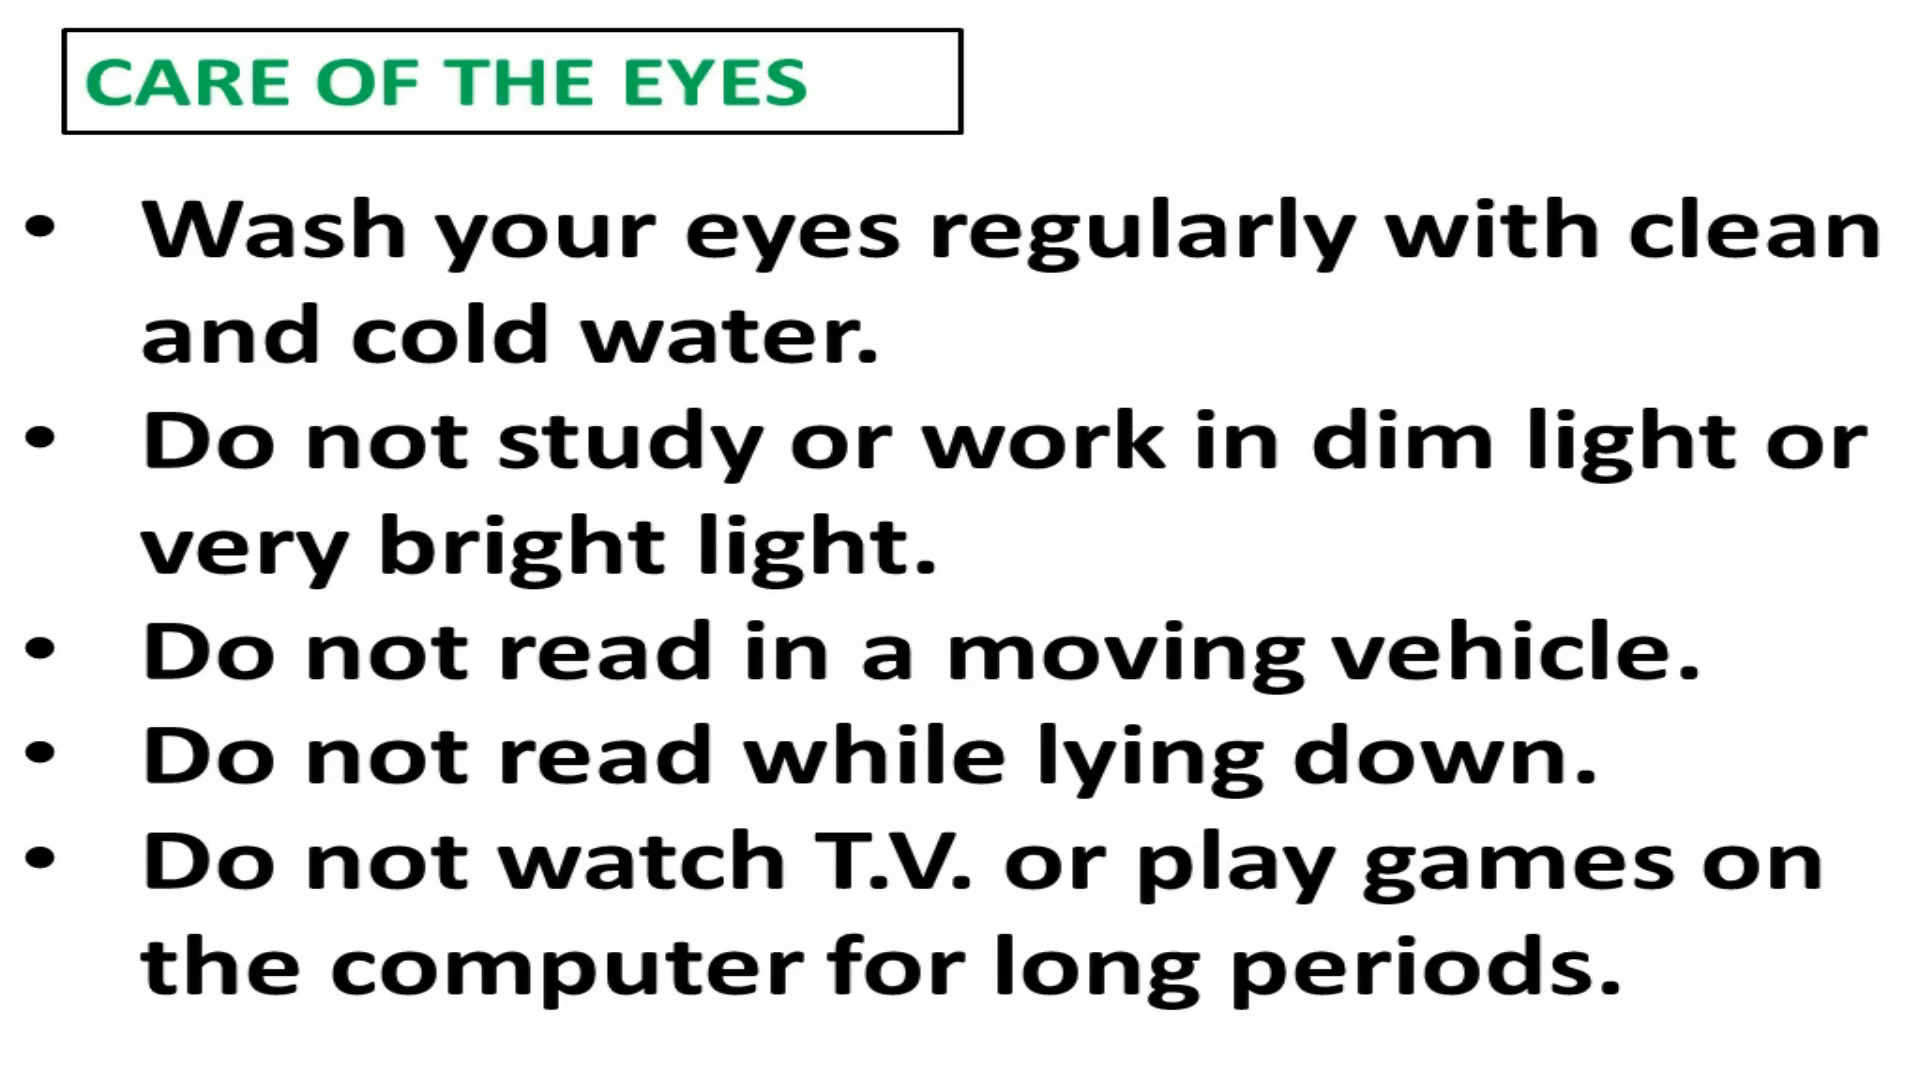 CARE OF THE EYES
• Wash your eyes regularly with clean
and cold water.
• Do not study or work in dim light or
very bright light.
• Do not read in a moving vehicle.
• Do not read while lying down.
• Do not watch T.V. or play games on
the computer for long periods.